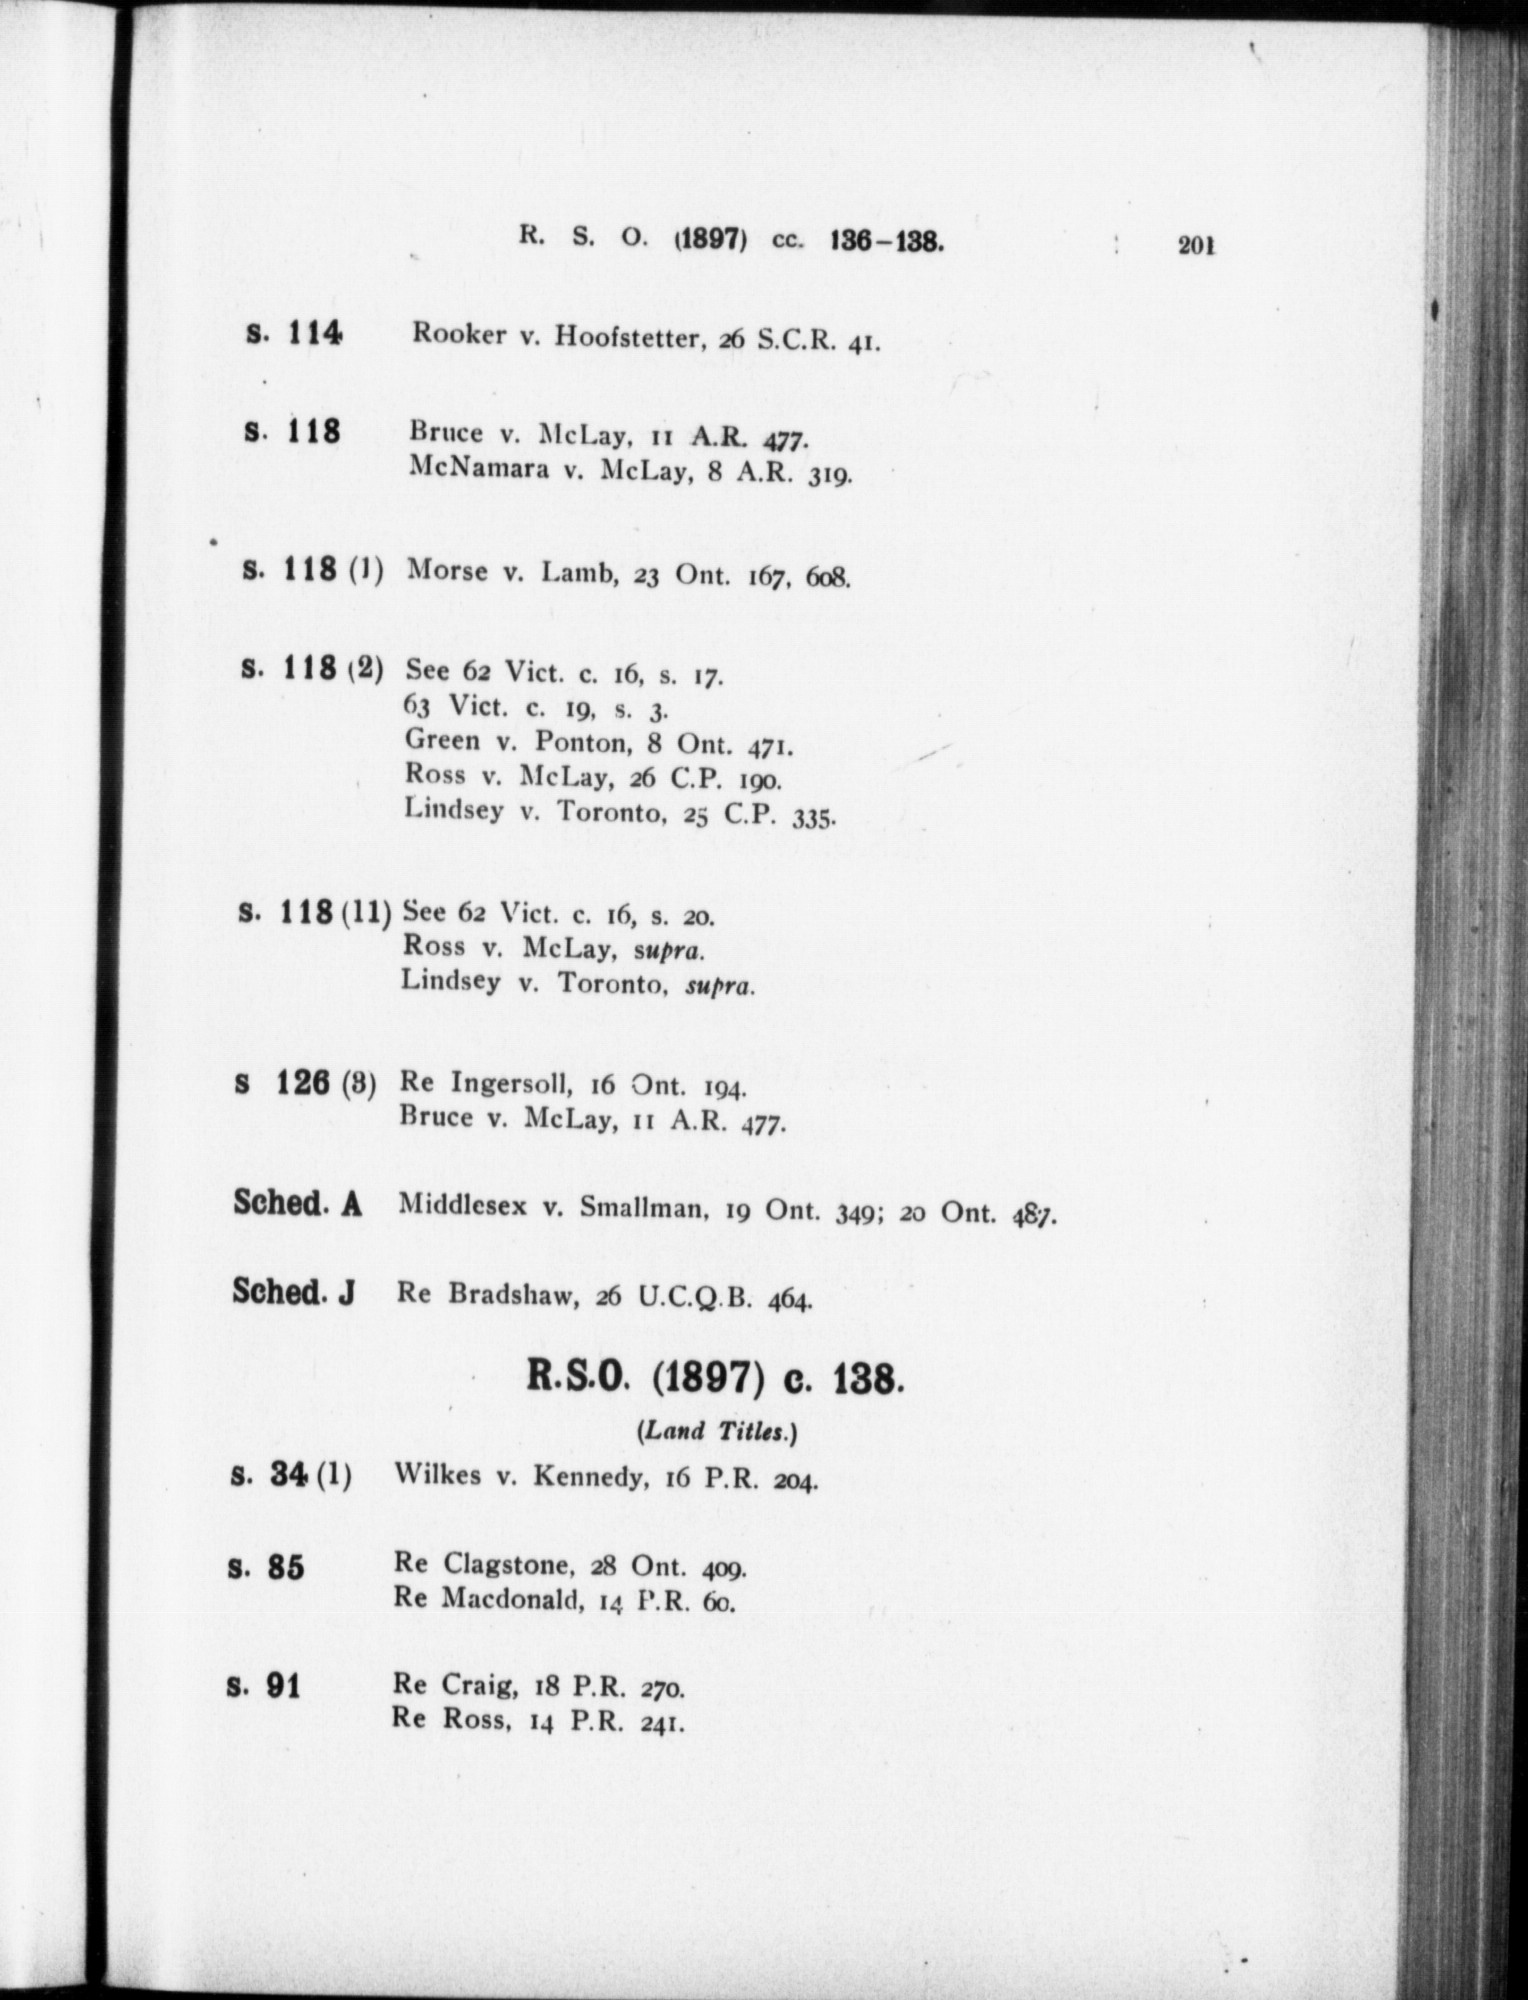 R. S. O. (1897) cc. 136-138. 201
s. 114 Rooker v. Hoofstetter, 26 S.C.R. 41.
s. 118 Bruce v. McLay, 11 A.R. 477.
McNamara v. McLay, 8 A.R. 319.
s. 118 (1) Morse v. Lamb, 23 Ont. 167, 608.
s. 118 (2) See 62 Vict. c. 16, s. 17.
63 Vict. c. 19, s. 3.
Green v. Ponton, 8 Ont. 471.
Ross v. McLay, 26 C.P. 190.
Lindsey v. Toronto, 25 C.P. 335.
s. 118 (11) See 62 Vict. c. 16, s. 20.
Ross v. McLay, supra.
Lindsey v. Toronto, supra.
s 126 (3) Re Ingersoll, 16 Ont. 194.
Bruce v. McLay, 11 A.R. 477.
Sched. A Middlesex v. Smallman, 19 Ont. 349; 20 Ont. 487.
Sched. J Re Bradshaw, 26 U.C.Q.B. 464.
R.S.O. (1897) c. 138.
(Land Titles.)
s. 34 (1) Wilkes v. Kennedy, 16 P.R. 204.
s. 85 Re Clagstone, 28 Ont. 409.
Re Macdonald, 14 P.R. 60.
s. 91 Re Craig, 18 P.R. 270.
Re Ross, 14 P.R. 241.